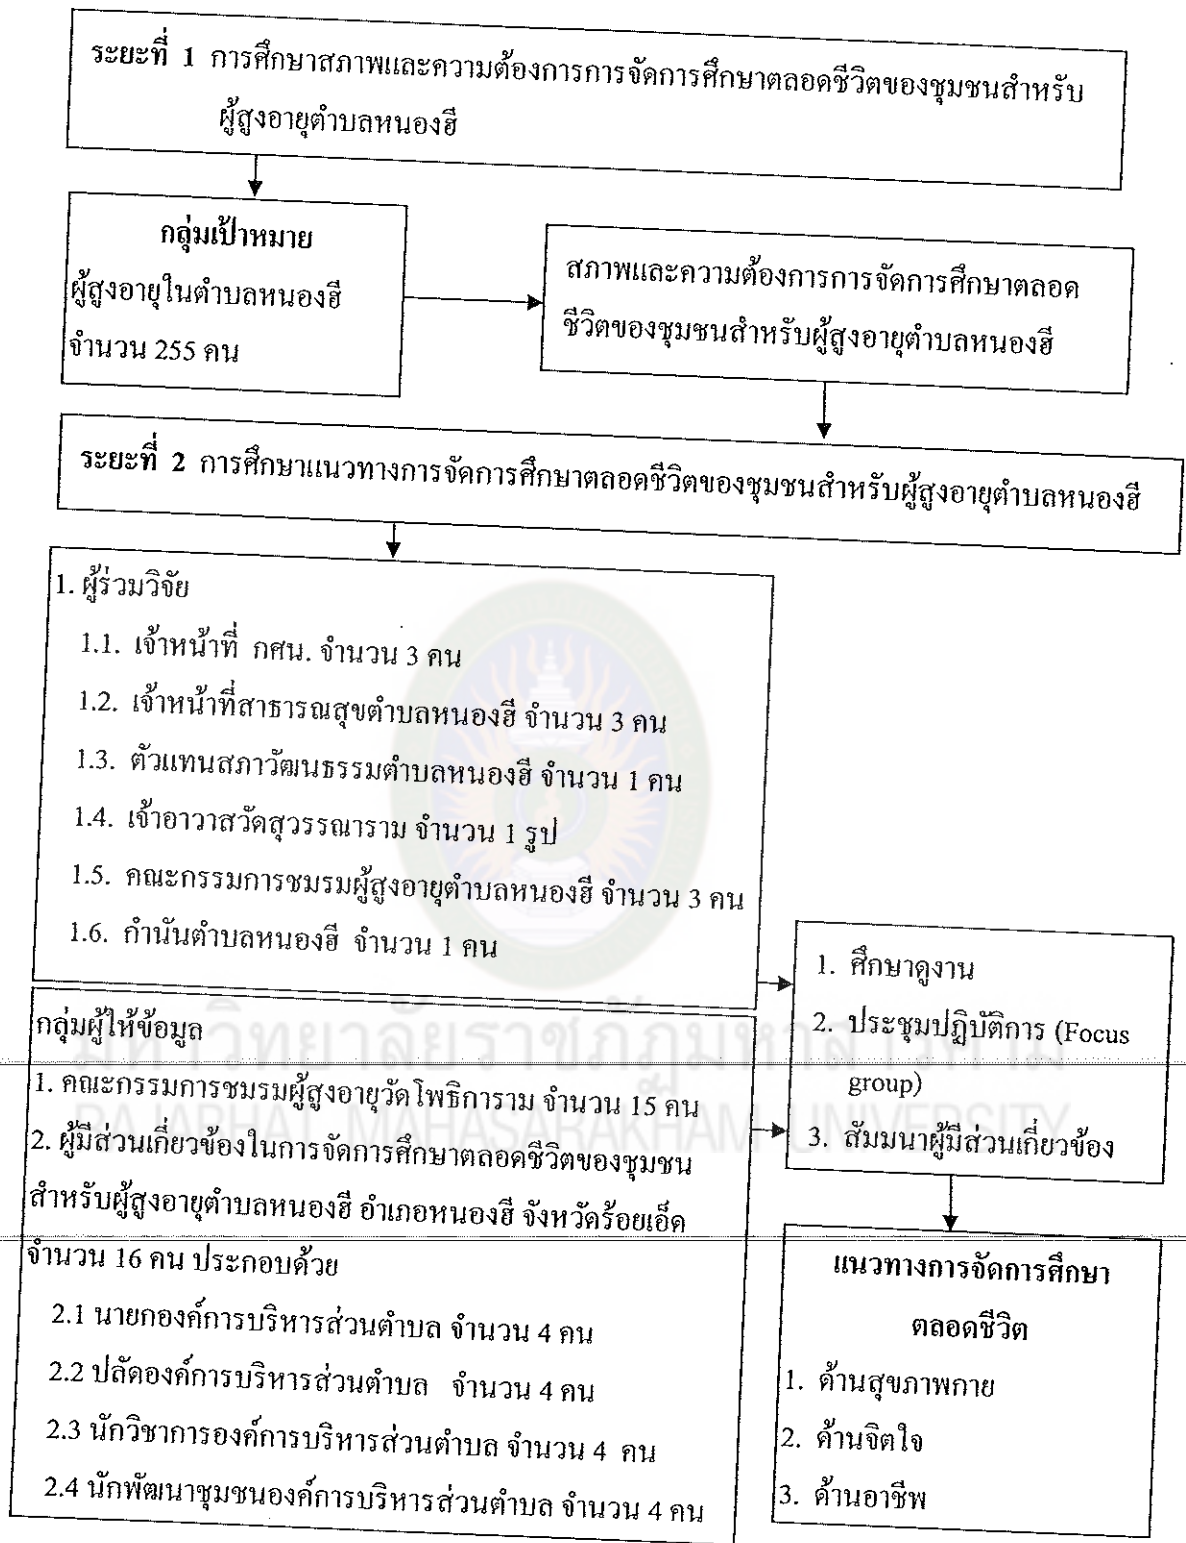 ระยะที่ 1 การศึกษาสภาพและความต้องการการจัดการศึกษาตลอดชีวิตของชุมชนสำหรับ
ผู้สูงอายุตำบลหนองฮี
กลุ่มเป้าหมาย
ผู้สูงอายุในตำบลหนองฮี
จำนวน 255 คน
สภาพและความต้องการการจัดการศึกษาตลอด
ชีวิตของชุมชนสำหรับผู้สูงอายุตำบลหนองฮี
ระยะที่ 2 การศึกษาแนวทางการจัดการศึกษาตลอดชีวิตของชุมชนสำหรับผู้สูงอายุตำบลหนองฮี
1. ผู้ร่วมวิจัย
1.1. เจ้าหน้าที่ กศน. จำนวน 3 คน
1.2. เจ้าหน้าที่สาธารณสุขตำบลหนองฮี จำนวน 3 คน
1.3. ตัวแทนสภาวัฒนธรรมตำบลหนองฮี จำนวน 1 คน
1.4. เจ้าอาวาสวัดสุวรรณาราม จำนวน 1 รูป
1.5. คณะกรรมการชมรมผู้สูงอายุตำบลหนองฮี จำนวน 3 คน
1.6. กำนันตำบลหนองฮี จำนวน 1 คน
กลุ่มผู้ให้ข้อมูล
1. คณะกรรมการชมรมผู้สูงอายุวัดโพธิการาม จำนวน 15 คน
2. ผู้มีส่วนเกี่ยวข้องในการจัดการศึกษาตลอดชีวิตของชุมชน
สำหรับผู้สูงอายุตำบลหนองฮี อำเภอหนองฮี จังหวัดร้อยเอ็ด
จำนวน 16 คน ประกอบด้วย
2.1 นายกองค์การบริหารส่วนตำบล จำนวน 4 คน
2.2 ปลัดองค์การบริหารส่วนตำบล จำนวน 4 คน
2.3 นักวิชาการองค์การบริหารส่วนตำบล จำนวน 4 คน
2.4 นักพัฒนาชุมชนองค์การบริหารส่วนตำบล จำนวน 4 คน
1. ศึกษาดูงาน
2. ประชุมปฏิบัติการ (Focus
group)
3. สัมมนาผู้มีส่วนเกี่ยวข้อง
แนวทางการจัดการศึกษา
ตลอดชีวิต
1. ด้านสุขภาพกาย
2. ด้านจิตใจ
3. ด้านอาชีพ
มหาวิทยาลัยราชภัฏมหาสารคาม
RAJABHAT MAHASARAKHAM UNIVERSITY